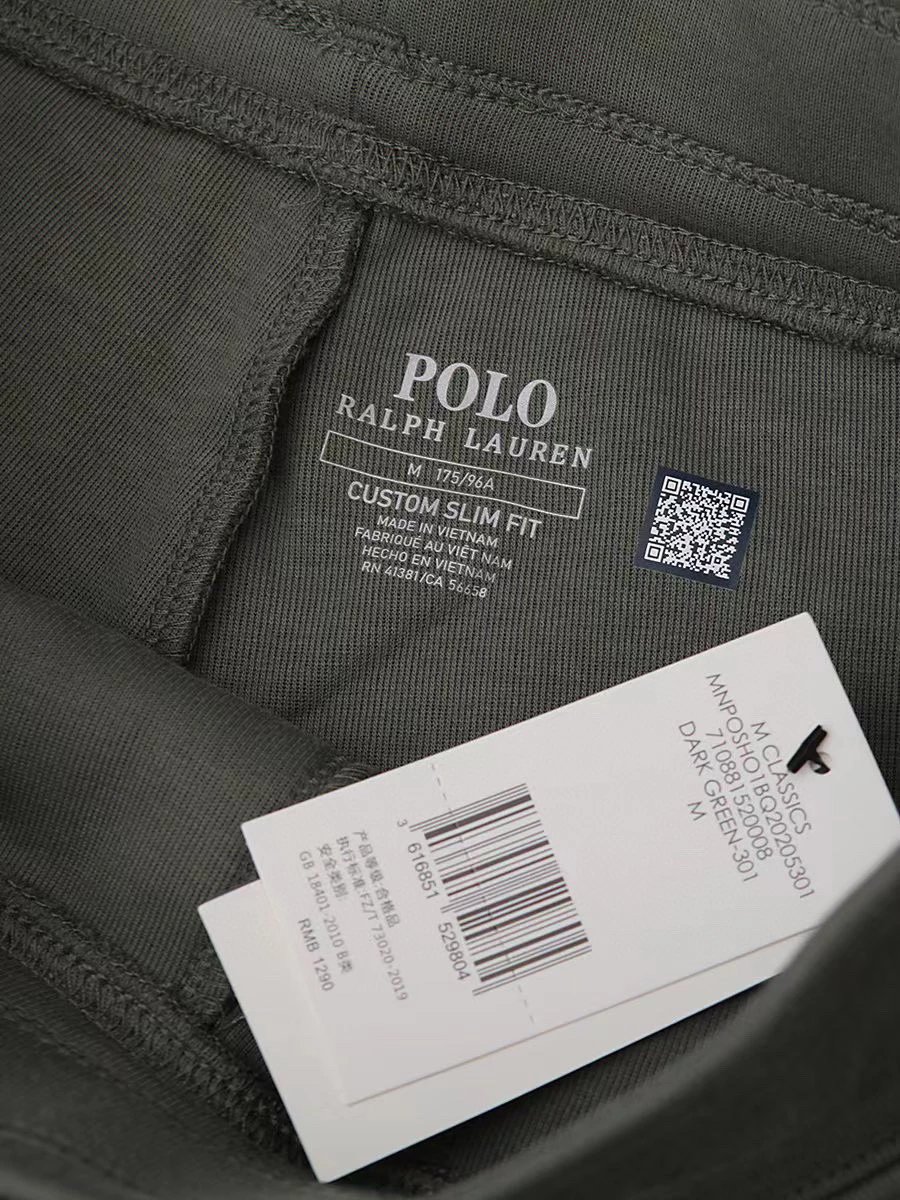 POLO
RALPH LAUREN
M 175/96A
CUSTOM SLIM FIT
MADE IN VIETNAM
FABRIQUÉ AU VIÊT NAM
HECHO EN VIETNAM
RN 41381/CA 56658
M CLASSICS
MNPOSHO1BQ20205301
710881520008
DARK GREEN-301
M
3 616851 529804
产品等级:合格品
执行标准:FZ/T 73020-2019
安全类别:
GB 18401-2010 B类
RMB 1290